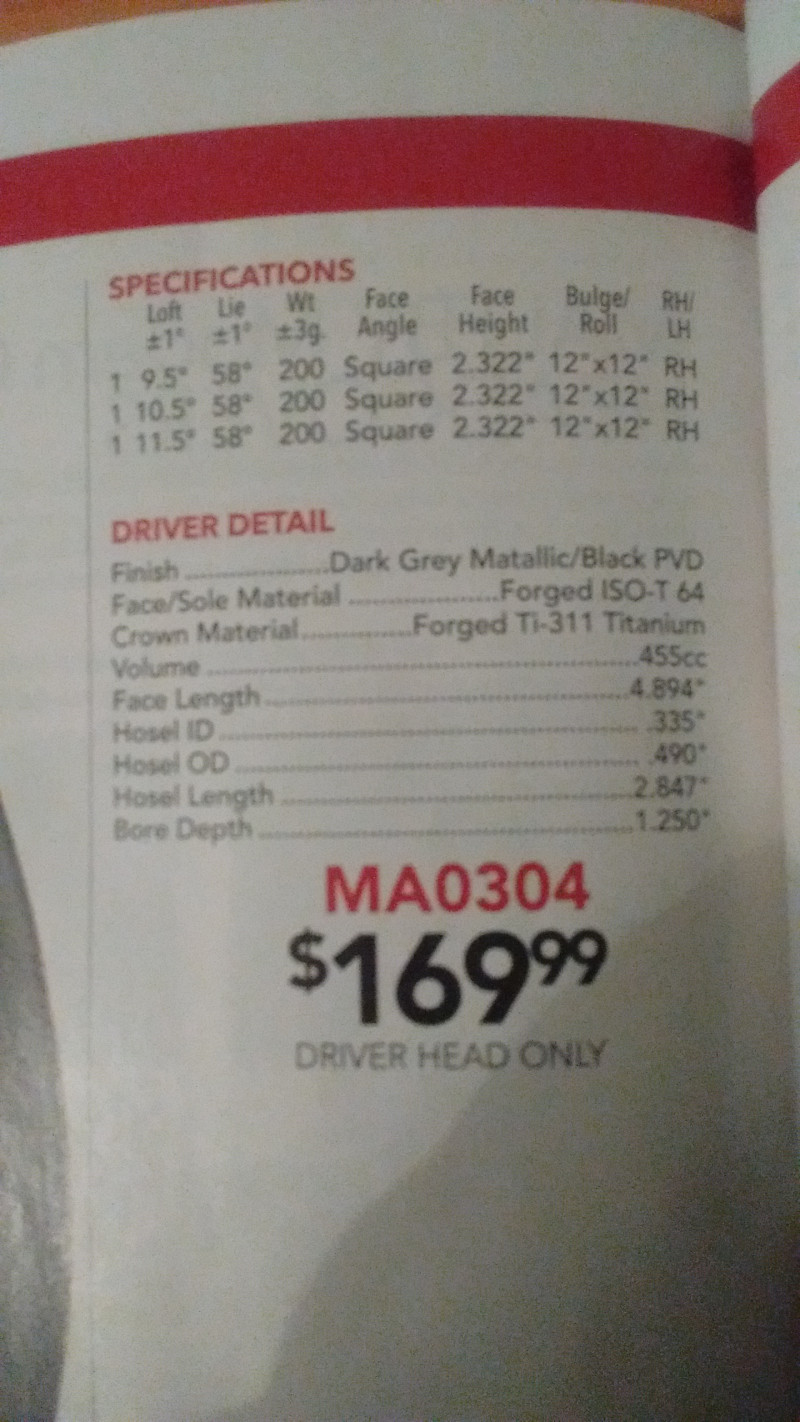 SPECIFICATIONS
Loft Lie Wt Face Face Bulge/ RH/
±1° ±1° ±3g. Angle Height Roll LH
1 9.5° 58° 200 Square 2.322" 12"x12" RH
1 10.5° 58° 200 Square 2.322" 12"x12" RH
1 11.5° 58° 200 Square 2.322" 12"x12" RH
DRIVER DETAIL
Finish ...................Dark Grey Matallic/Black PVD
Face/Sole Material ....................Forged ISO-T 64
Crown Material...............Forged Ti-311 Titanium
Volume ..........................................................455cc
Face Length.................................................4.894"
Hosel ID ........................................................ .335"
Hosel OD ...................................................... .490"
Hosel Length ...............................................2.847"
Bore Depth ..................................................1.250"
MA0304
$169.99
DRIVER HEAD ONLY